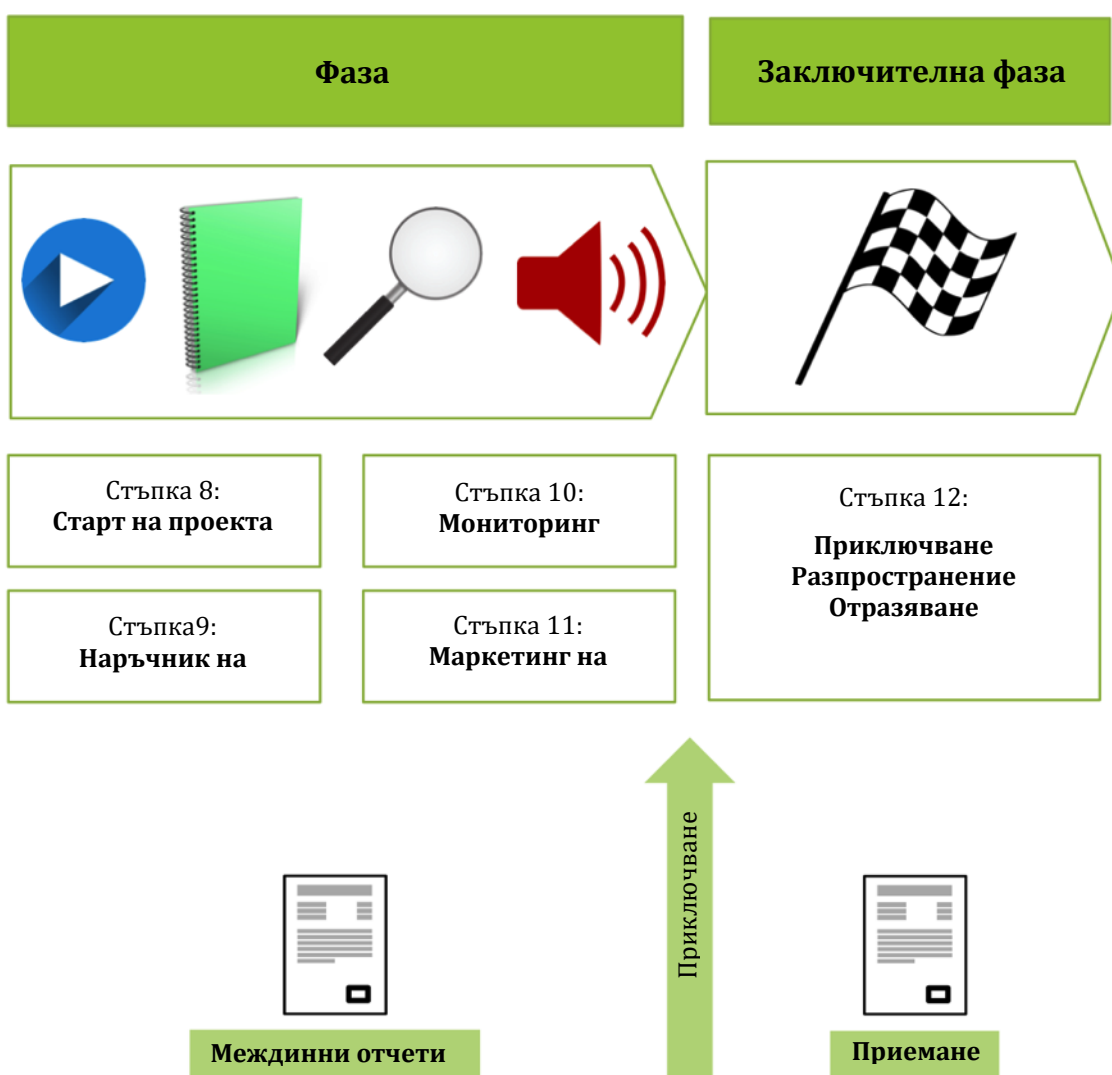 Фаза
Заключителна фаза
Стъпка 8:
Старт на проекта
Стъпка 10:
Мониторинг
Стъпка 12:
Приключване
Разпространение
Отразяване
Стъпка9:
Наръчник на
Стъпка 11:
Маркетинг на
Приключване
Междинни отчети
Приемане